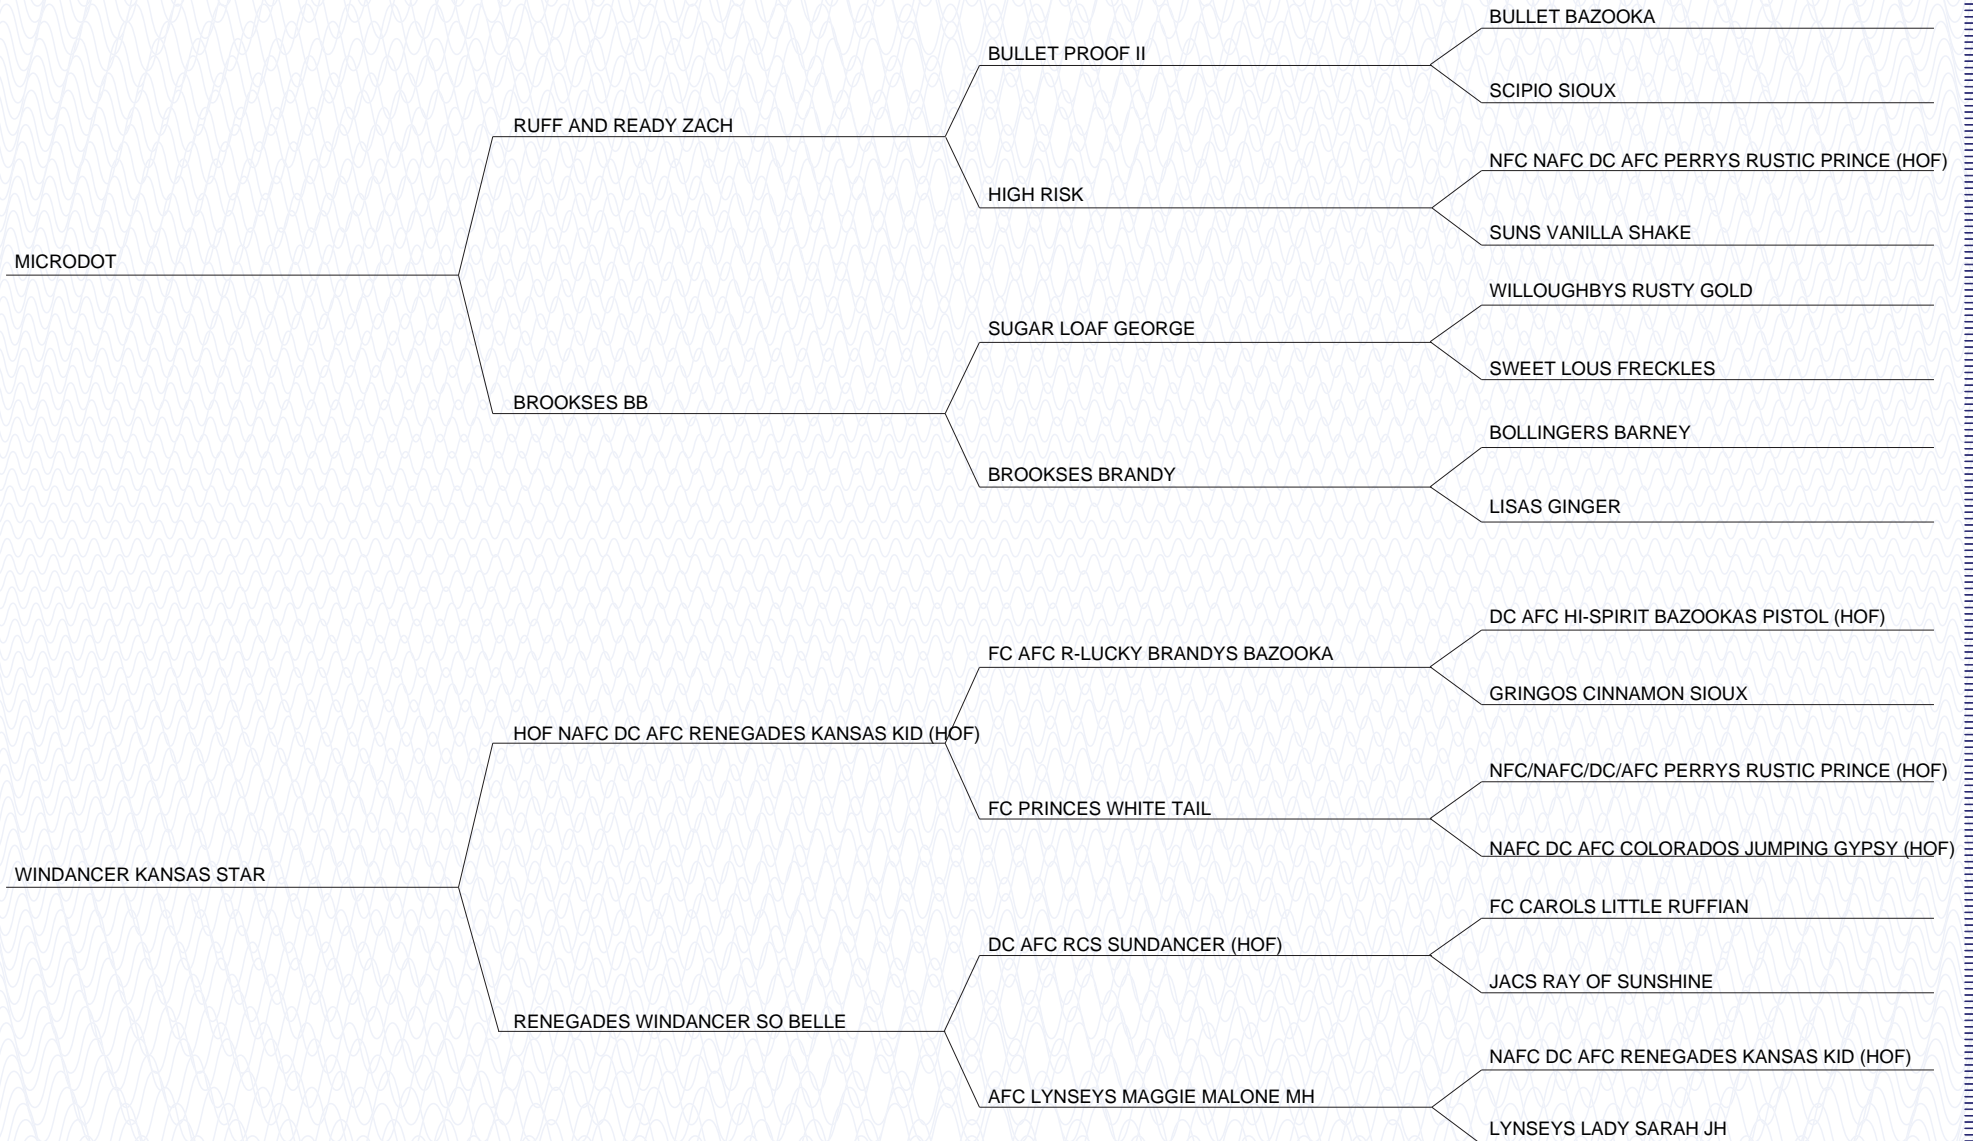 BULLET BAZOOKA
BULLET PROOF II
SCIPIO SIOUX
RUFF AND READY ZACH
NFC NAFC DC AFC PERRYS RUSTIC PRINCE (HOF)
HIGH RISK
SUNS VANILLA SHAKE
MICRODOT
WILLOUGHBYS RUSTY GOLD
SUGAR LOAF GEORGE
SWEET LOUS FRECKLES
BROOKSES BB
BOLLINGERS BARNEY
BROOKSES BRANDY
LISAS GINGER
DC AFC HI-SPIRIT BAZOOKAS PISTOL (HOF)
FC AFC R-LUCKY BRANDYS BAZOOKA
GRINGOS CINNAMON SIOUX
HOF NAFC DC AFC RENEGADES KANSAS KID (HOF)
NFC/NAFC/DC/AFC PERRYS RUSTIC PRINCE (HOF)
FC PRINCES WHITE TAIL
NAFC DC AFC COLORADOS JUMPING GYPSY (HOF)
WINDANCER KANSAS STAR
FC CAROLS LITTLE RUFFIAN
DC AFC RCS SUNDANCER (HOF)
JACS RAY OF SUNSHINE
RENEGADES WINDANCER SO BELLE
NAFC DC AFC RENEGADES KANSAS KID (HOF)
AFC LYNSEYS MAGGIE MALONE MH
LYNSEYS LADY SARAH JH